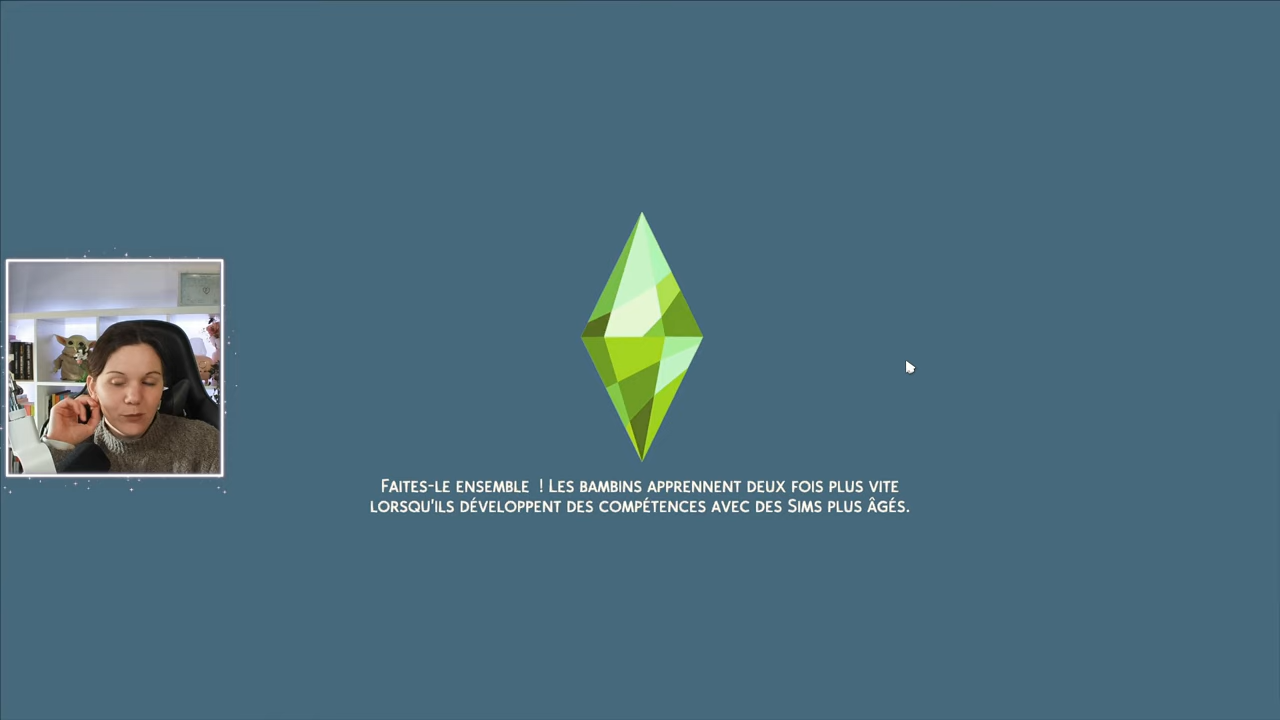 Faites-le ensemble  ! Les bambins apprennent deux fois plus vite
lorsqu'ils développent des compétences avec des Sims plus âgés.